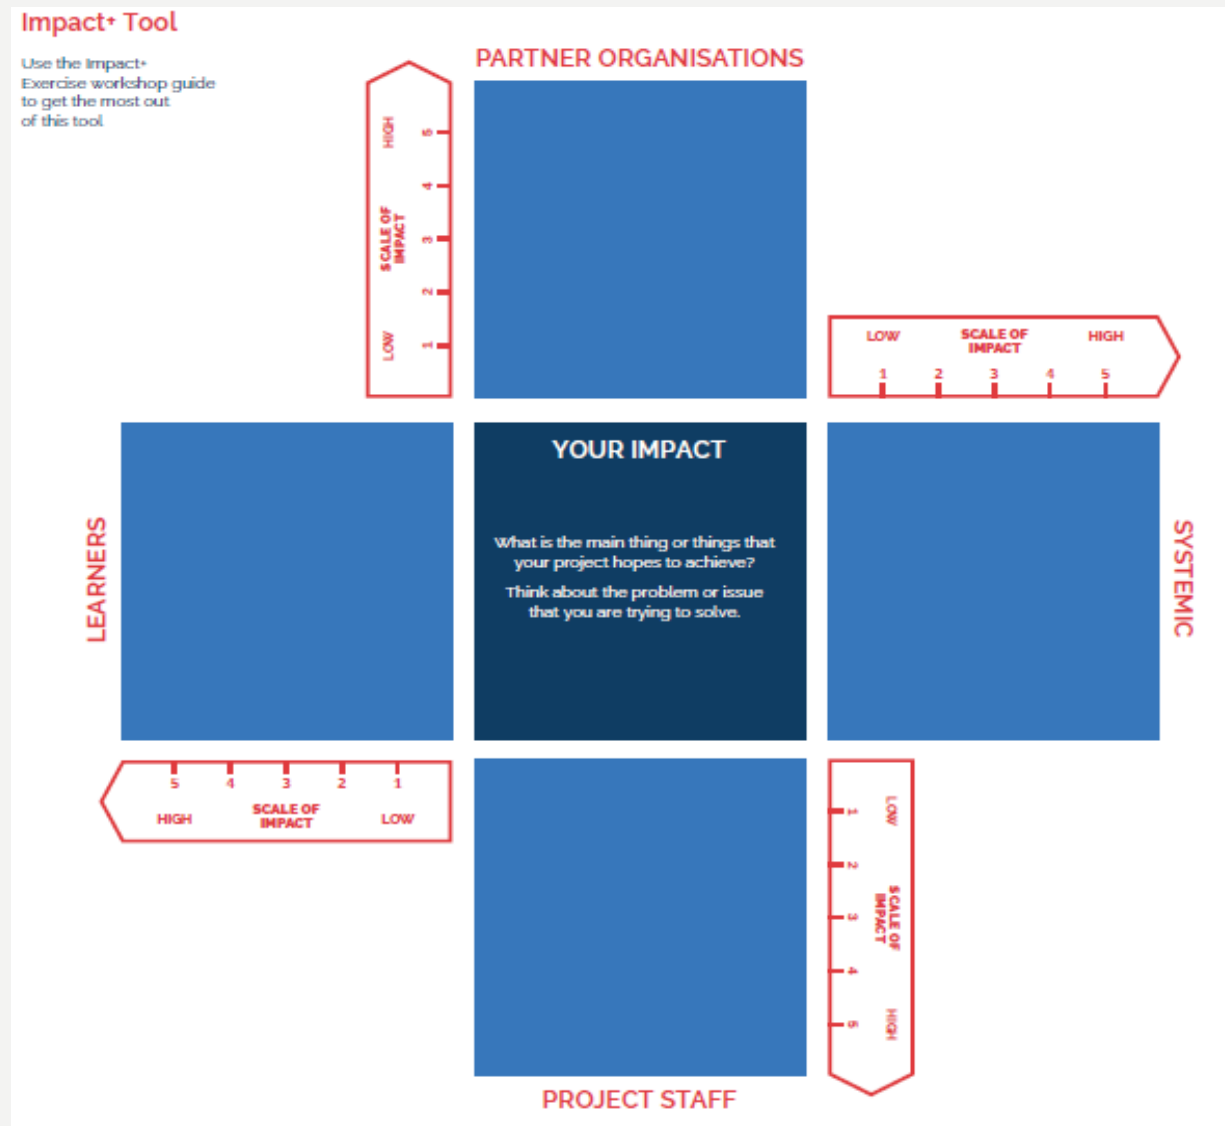 Impact+ Tool
Use the Impact+
Exercise workshop guide
to get the most out
of this tool
PARTNER ORGANISATIONS
HIGH
SCALE OF
IMPACT
LOW
5
4
3
2
1
LOW
SCALE OF
IMPACT
HIGH
1 2 3 4 5
LEARNERS
YOUR IMPACT
What is the main thing or things that
your project hopes to achieve?
Think about the problem or issue
that you are trying to solve.
SYSTEMIC
5 4 3 2 1
HIGH
SCALE OF
IMPACT
LOW
1
2
3
4
5
LOW
SCALE OF
IMPACT
HIGH
PROJECT STAFF